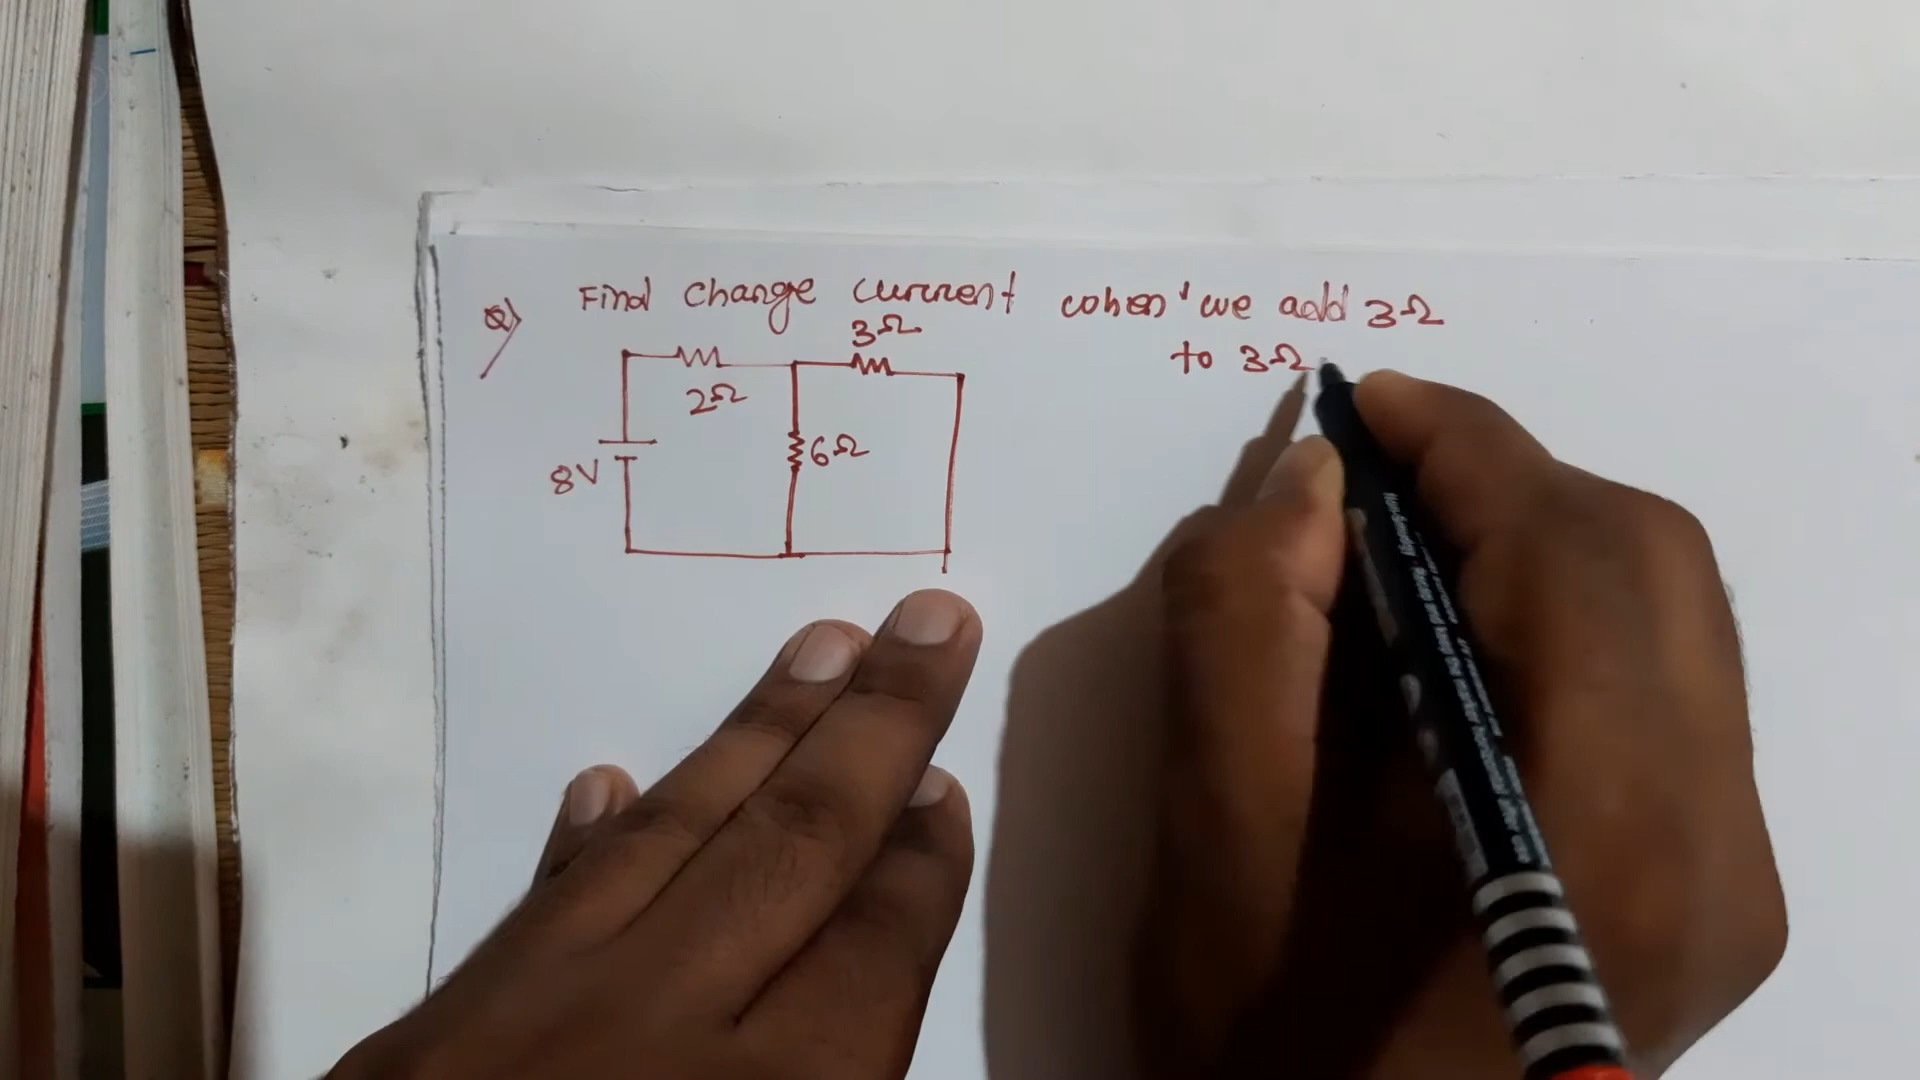 Q) Find change current when we add 3Ω
to 3Ω
3Ω
2Ω
6Ω
8V